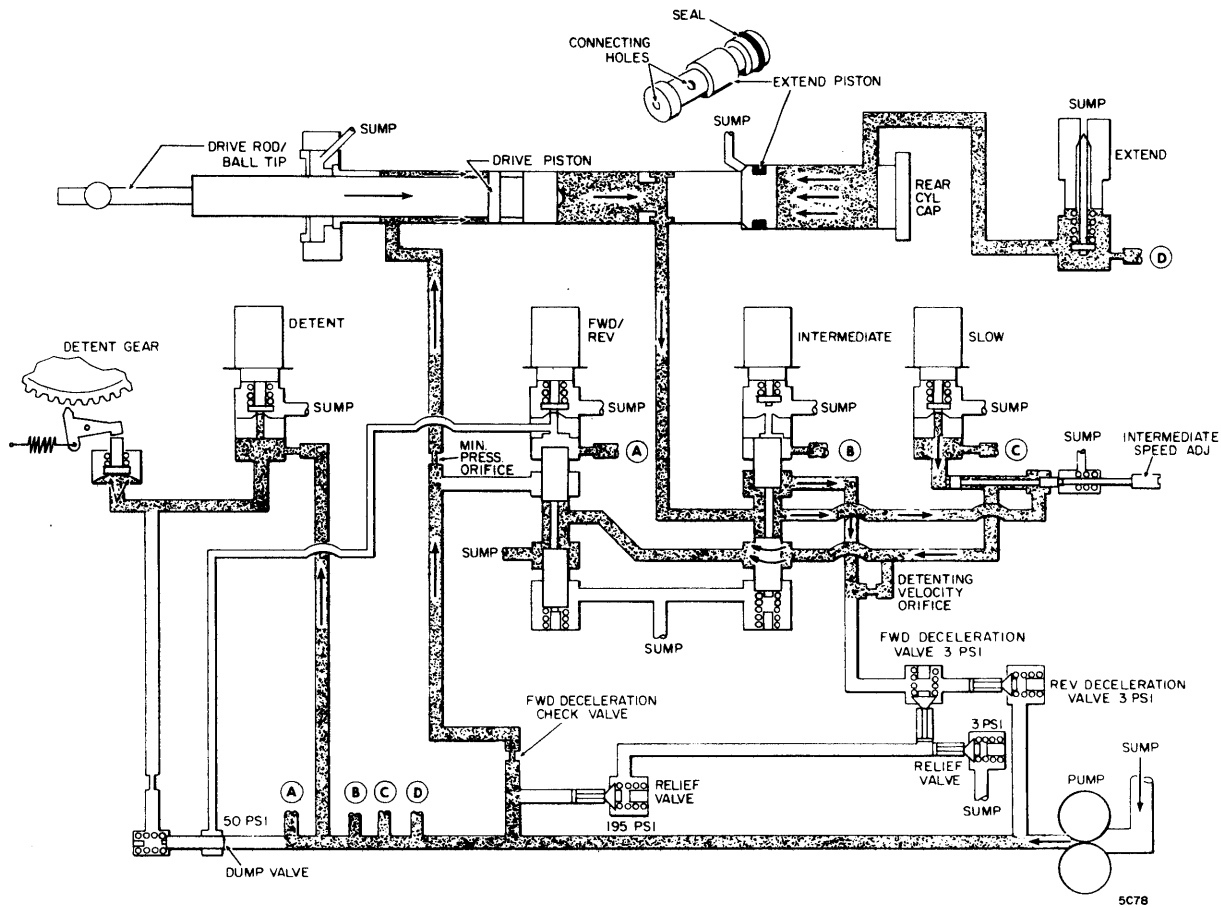 SEAL
CONNECTING
HOLES
EXTEND PISTON
SUMP
SUMP
SUMP
DRIVE ROD/
BALL TIP
DRIVE PISTON
EXTEND
REAR
CYL
CAP
D
DETENT
FWD/
REV
INTERMEDIATE
SLOW
DETENT GEAR
SUMP
SUMP
SUMP
SUMP
INTERMEDIATE
SPEED ADJ
MIN.
PRESS.
ORIFICE
A
B
C
SUMP
DETENTING
VELOCITY
ORIFICE
SUMP
FWD DECELERATION
VALVE 3 PSI
REV DECELERATION
VALVE 3 PSI
FWD DECELERATION
CHECK VALVE
3 PSI
RELIEF
VALVE
SUMP
SUMP
PUMP
RELIEF
VALVE
195 PSI
A
B
C
D
50 PSI
DUMP VALVE
5C78